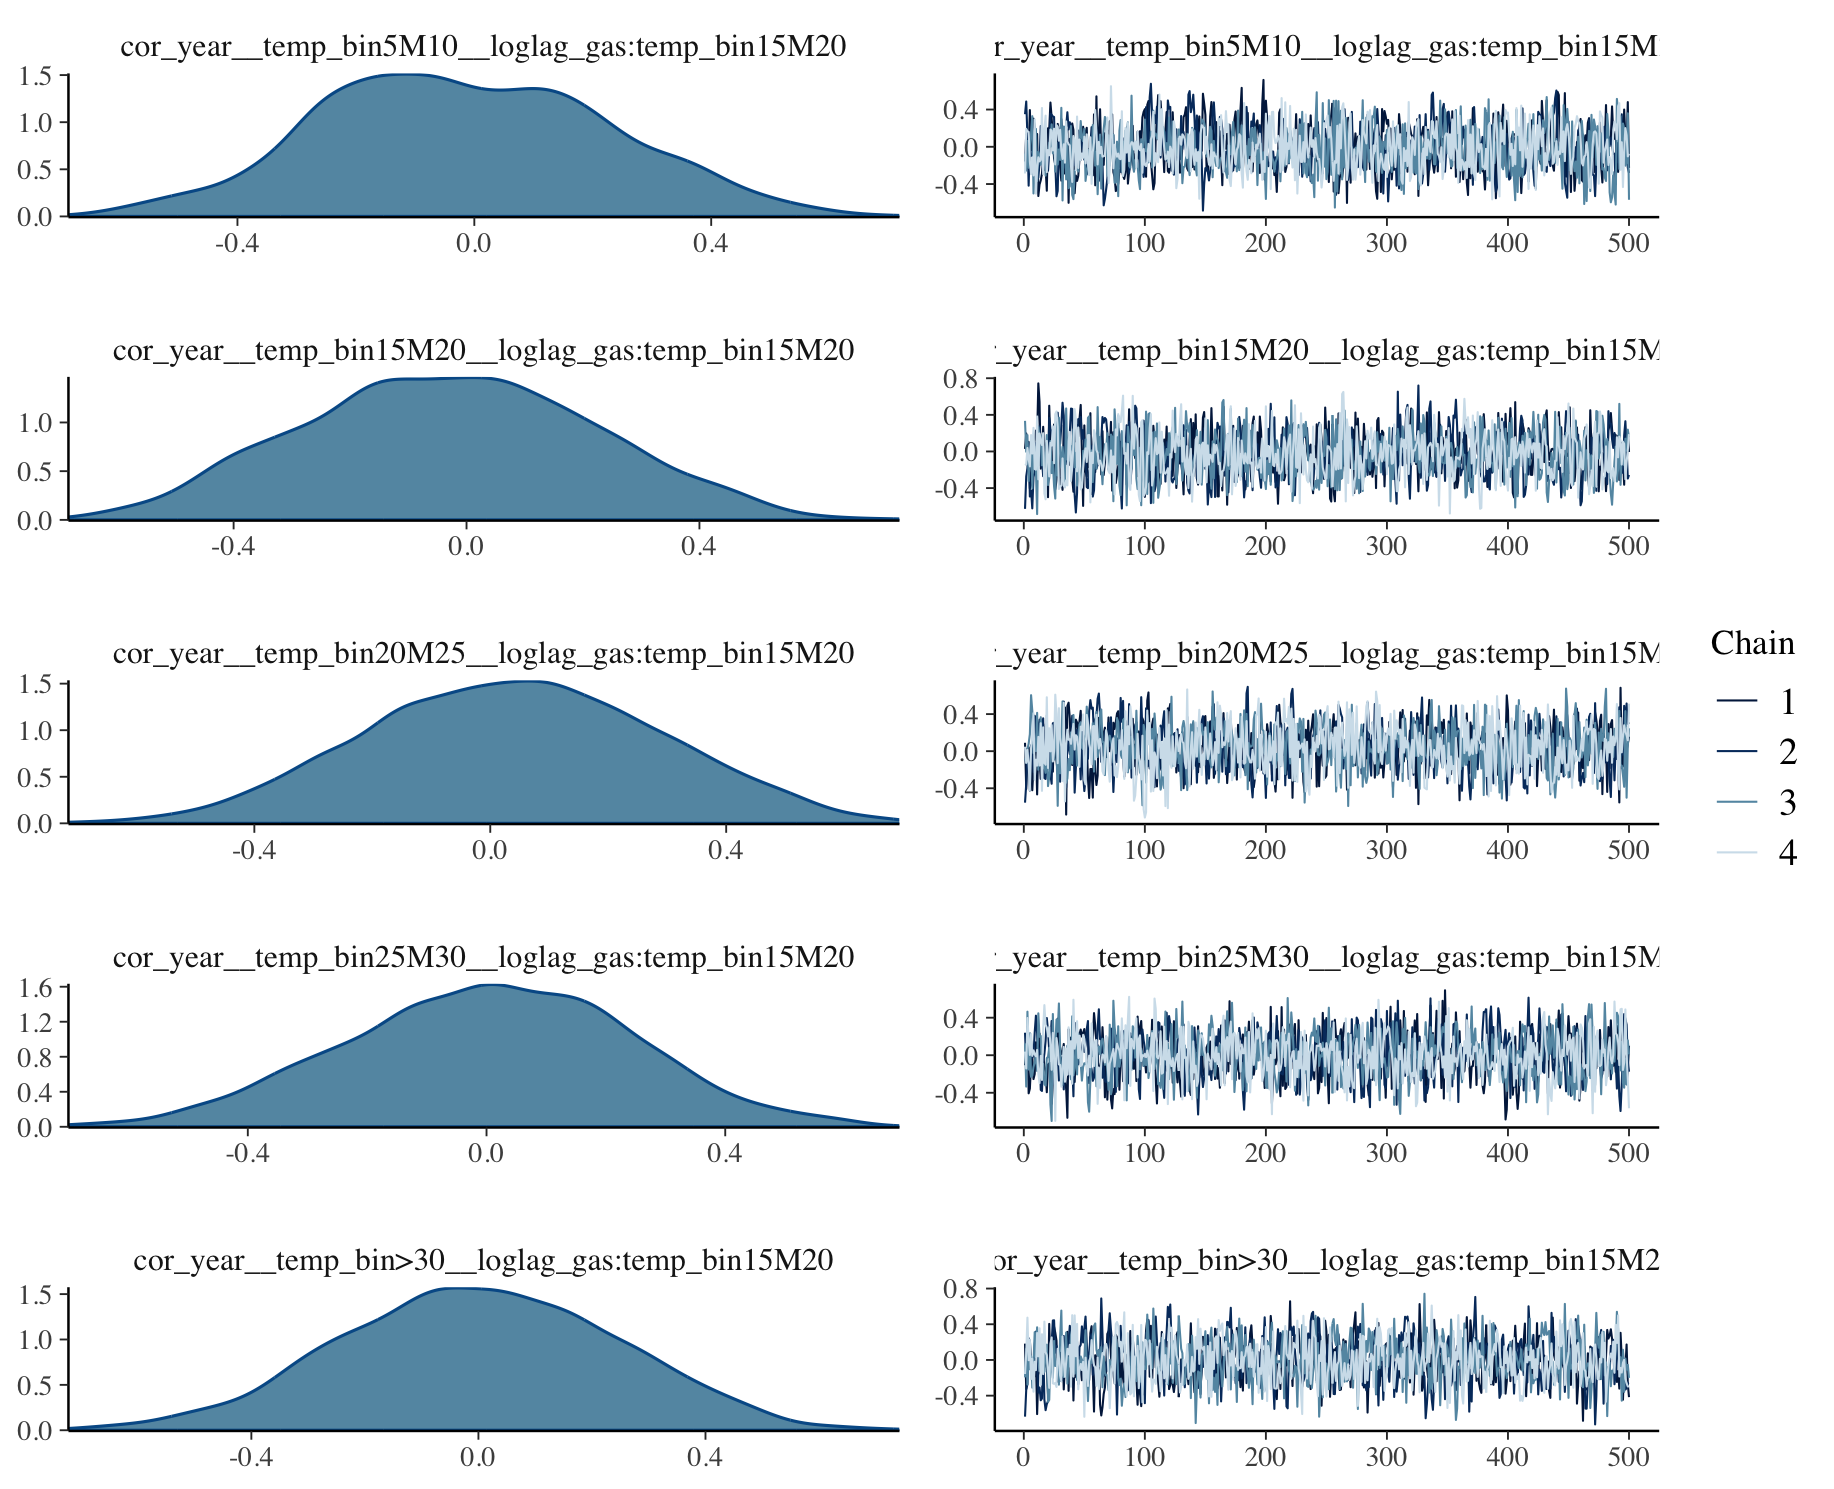 cor_year__temp_bin5M10__loglag_gas:temp_bin15M20
r_year__temp_bin5M10__loglag_gas:temp_bin15M
1.5
1.0
0.5
0.0
-0.4 0.0 0.4
0.4
0.0
-0.4
0 100 200 300 400 500
cor_year__temp_bin15M20__loglag_gas:temp_bin15M20
_year__temp_bin15M20__loglag_gas:temp_bin15M
1.0
0.5
0.0
-0.4 0.0 0.4
0.8
0.4
0.0
-0.4
0 100 200 300 400 500
cor_year__temp_bin20M25__loglag_gas:temp_bin15M20
_year__temp_bin20M25__loglag_gas:temp_bin15M
1.5
1.0
0.5
0.0
-0.4 0.0 0.4
0.4
0.0
-0.4
0 100 200 300 400 500
Chain
1
2
3
4
cor_year__temp_bin25M30__loglag_gas:temp_bin15M20
_year__temp_bin25M30__loglag_gas:temp_bin15M
1.6
1.2
0.8
0.4
0.0
-0.4 0.0 0.4
0.4
0.0
-0.4
0 100 200 300 400 500
cor_year__temp_bin>30__loglag_gas:temp_bin15M20
or_year__temp_bin>30__loglag_gas:temp_bin15M2
1.5
1.0
0.5
0.0
-0.4 0.0 0.4
0.8
0.4
0.0
-0.4
0 100 200 300 400 500